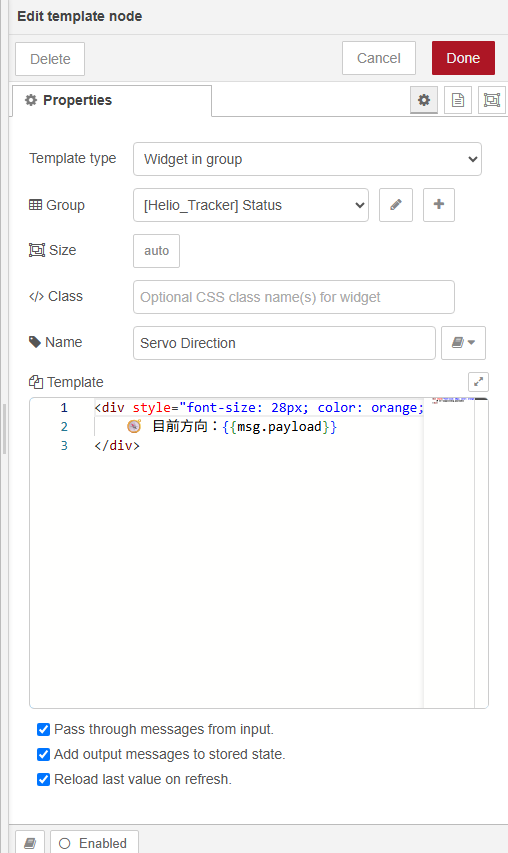 Edit template node
Delete
Cancel
Done
Properties
Template type
Widget in group
Group
[Helio_Tracker] Status
Size
auto
</> Class
Optional CSS class name(s) for widget
Name
Servo Direction
Template
1 <div style="font-size: 28px; color: orange;
2 🧭 目前方向：{{msg.payload}}
3 </div>
Pass through messages from input.
Add output messages to stored state.
Reload last value on refresh.
Enabled